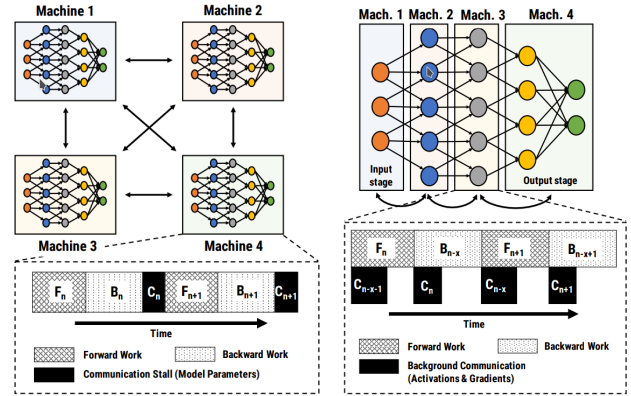 Machine 1
Machine 2
Machine 3
Machine 4
Fn Bn Cn Fn+1 Bn+1 Cn+1
Time
Forward Work
Backward Work
Communication Stall (Model Parameters)
Mach. 1 Mach. 2 Mach. 3 Mach. 4
Input
stage
Output stage
Fn Bn-x Fn+1 Bn-x+1
Cn-x-1 Cn Cn-x Cn+1
Time
Forward Work
Backward Work
Background Communication
(Activations & Gradients)